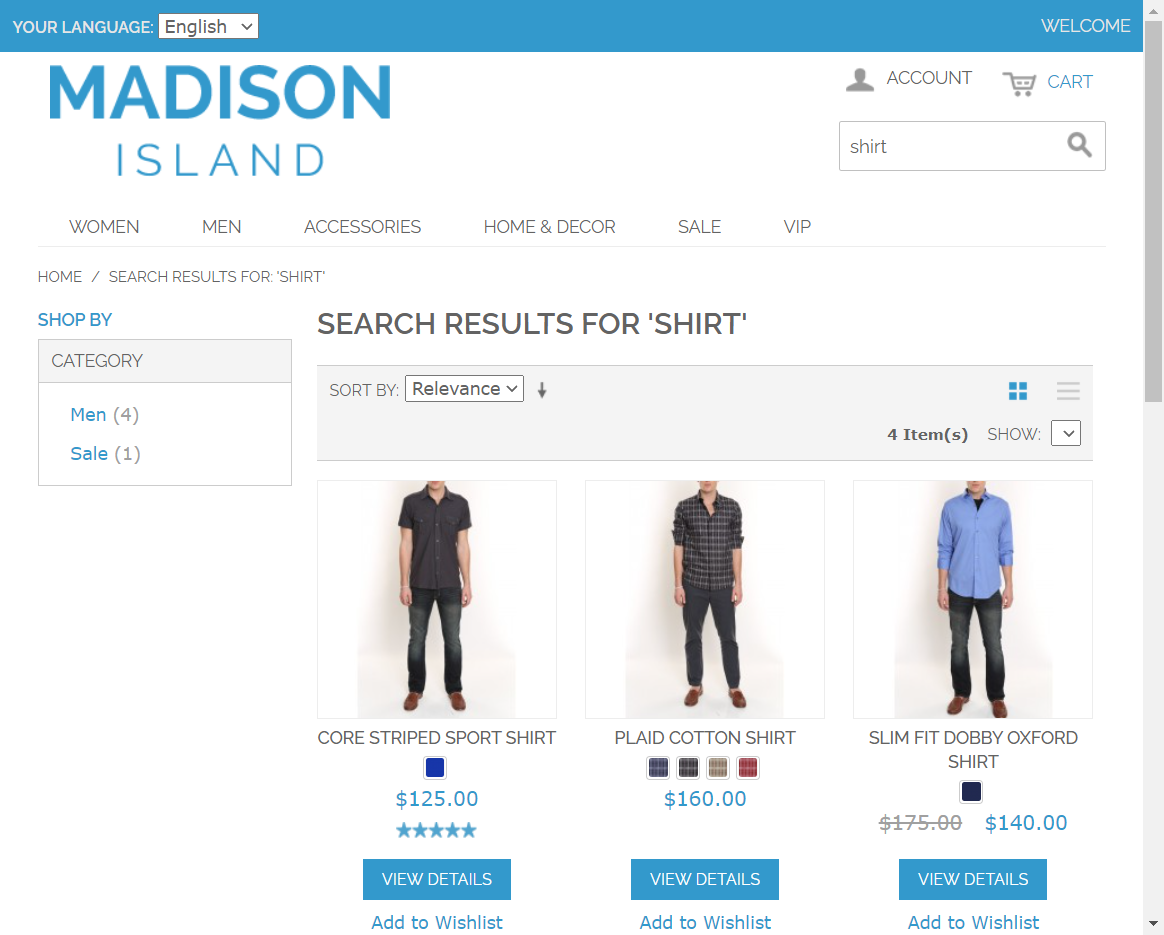 YOUR LANGUAGE: English
WELCOME
MADISON
ISLAND
ACCOUNT
CART
shirt
WOMEN
MEN
ACCESSORIES
HOME & DECOR
SALE
VIP
HOME / SEARCH RESULTS FOR: 'SHIRT'
SHOP BY
CATEGORY
Men (4)
Sale (1)
SEARCH RESULTS FOR 'SHIRT'
SORT BY: Relevance
4 Item(s) SHOW:
CORE STRIPED SPORT SHIRT
$125.00
VIEW DETAILS
Add to Wishlist
PLAID COTTON SHIRT
$160.00
VIEW DETAILS
Add to Wishlist
SLIM FIT DOBBY OXFORD
SHIRT
$175.00 $140.00
VIEW DETAILS
Add to Wishlist